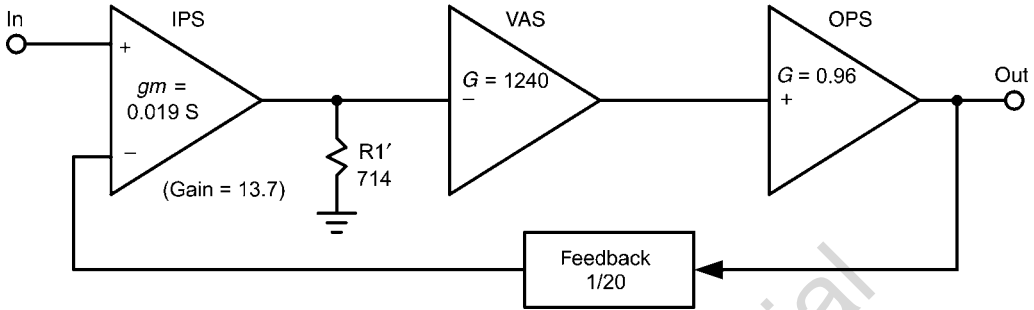 In
IPS
VAS
OPS
Out
+
gm =
0.019 S
−
(Gain = 13.7)
R1′
714
G = 1240
−
G = 0.96
+
Feedback
1/20
ial